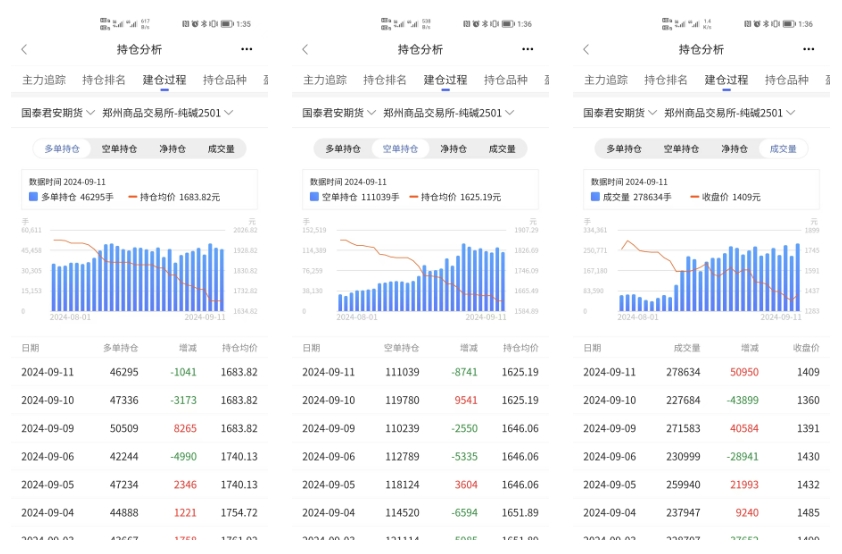 1:35
持仓分析
主力追踪 持仓排名 建仓过程 持仓品种
国泰君安期货 郑州商品交易所-纯碱2501
多单持仓 空单持仓 净持仓 成交量
数据时间 2024-09-11
多单持仓 46295手 持仓均价 1683.82元
手 元
60,611 2026.82
45,458 1928.82
30,305 1830.82
15,153 1732.82
0 1634.82
2024-08-01 2024-09-11
日期 多单持仓 增减 持仓均价
2024-09-11 46295 -1041 1683.82
2024-09-10 47336 -3173 1683.82
2024-09-09 50509 8265 1683.82
2024-09-06 42244 -4990 1740.13
2024-09-05 47234 2346 1740.13
2024-09-04 44888 1221 1754.72
1:36
持仓分析
主力追踪 持仓排名 建仓过程 持仓品种
国泰君安期货 郑州商品交易所-纯碱2501
多单持仓 空单持仓 净持仓 成交量
数据时间 2024-09-11
空单持仓 111039手 持仓均价 1625.19元
手 元
152,519 1907.29
114,389 1826.69
76,259 1746.09
38,130 1665.49
0 1584.89
2024-08-01 2024-09-11
日期 空单持仓 增减 持仓均价
2024-09-11 111039 -8741 1625.19
2024-09-10 119780 9541 1625.19
2024-09-09 110239 -2550 1646.06
2024-09-06 112789 -5335 1646.06
2024-09-05 118124 3604 1646.06
2024-09-04 114520 -6594 1651.89
1:36
持仓分析
主力追踪 持仓排名 建仓过程 持仓品种
国泰君安期货 郑州商品交易所-纯碱2501
多单持仓 空单持仓 净持仓 成交量
数据时间 2024-09-11
成交量 278634手 收盘价 1409元
手 元
334,361 1899
250,771 1745
167,180 1591
83,590 1437
0 1283
2024-08-01 2024-09-11
日期 成交量 增减 收盘价
2024-09-11 278634 50950 1409
2024-09-10 227684 -43899 1360
2024-09-09 271583 40584 1391
2024-09-06 230999 -28941 1430
2024-09-05 259940 21993 1432
2024-09-04 237947 9240 1485